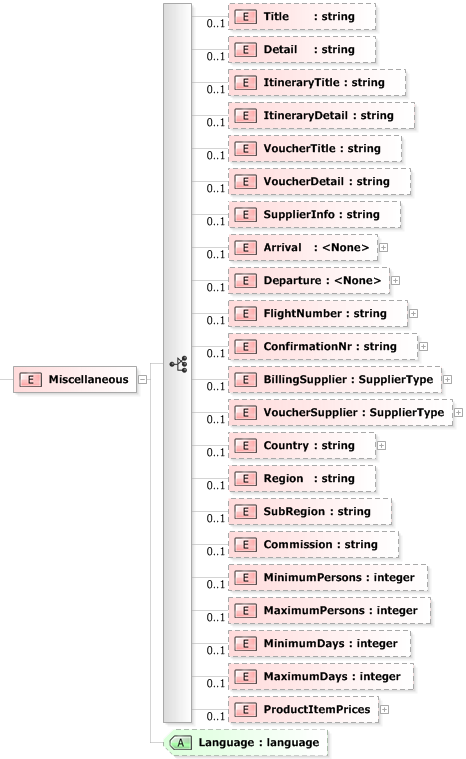 0..1 E Title : string
0..1 E Detail : string
0..1 E ItineraryTitle : string
0..1 E ItineraryDetail : string
0..1 E VoucherTitle : string
0..1 E VoucherDetail : string
0..1 E SupplierInfo : string
0..1 E Arrival : <None>
0..1 E Departure : <None>
0..1 E FlightNumber : string
0..1 E ConfirmationNr : string
E Miscellaneous
0..1 E BillingSupplier : SupplierType
0..1 E VoucherSupplier : SupplierType
0..1 E Country : string
0..1 E Region : string
0..1 E SubRegion : string
0..1 E Commission : string
0..1 E MinimumPersons : integer
0..1 E MaximumPersons : integer
0..1 E MinimumDays : integer
0..1 E MaximumDays : integer
0..1 E ProductItemPrices
A Language : language